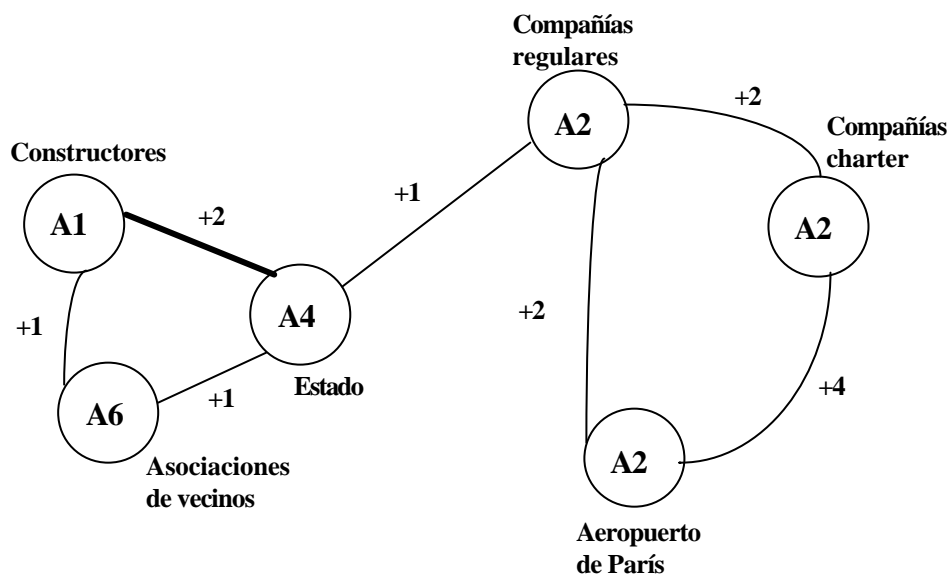 Compañías
regulares
A2
+2
Compañías
charter
A2
Constructores
A1
+2
+1
+1
A4
Estado
+2
A6
+1
+4
Asociaciones
de vecinos
A2
Aeropuerto
de París